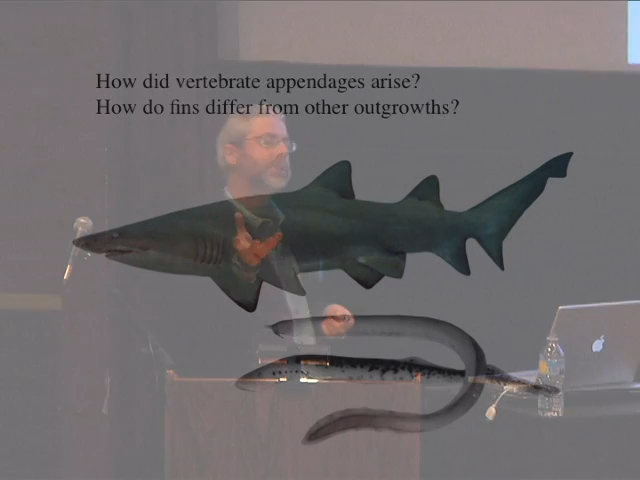 How did vertebrate appendages arise?
How do fins differ from other outgrowths?